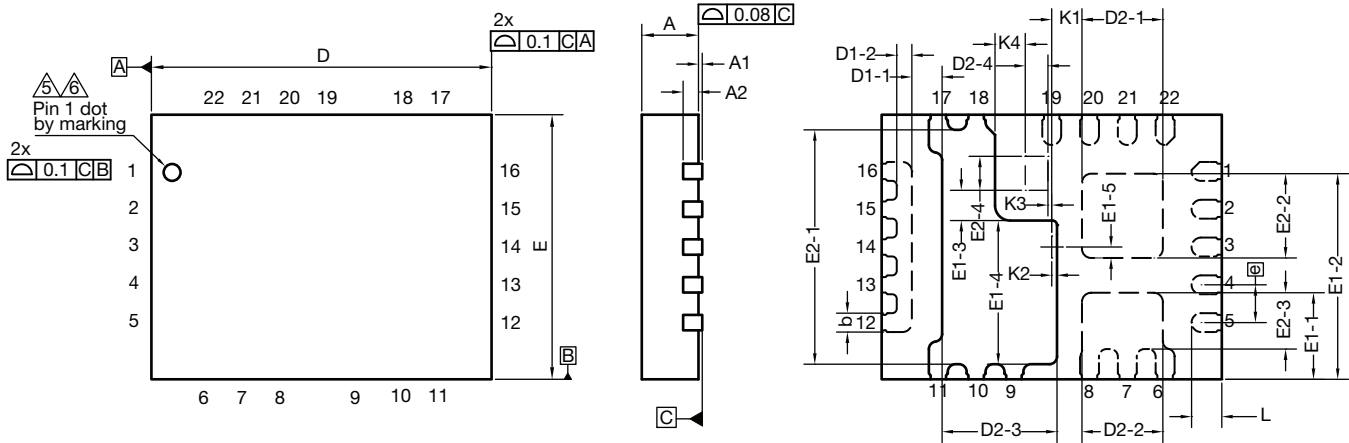 2x
⌓ 0.1 C A
D
A
5 6
Pin 1 dot
by marking
2x
⌓ 0.1 C B
22 21 20 19 18 17
1
2
3
4
5
16
15
14
13
12
E
B
6 7 8 9 10 11
⌓ 0.08 C
A
A1
A2
C
K1
D2-1
K4
D1-2
D2-4
D1-1
17 18 19 20 21 22
16
15
14
13
12
1
2
3
4
5
E2-1
b
E1-3
E2-4
K3
E1-4
K2
E1-5
E2-2
E2-3
e
E1-1
E1-2
11 10 9 8 7 6
L
D2-3
D2-2